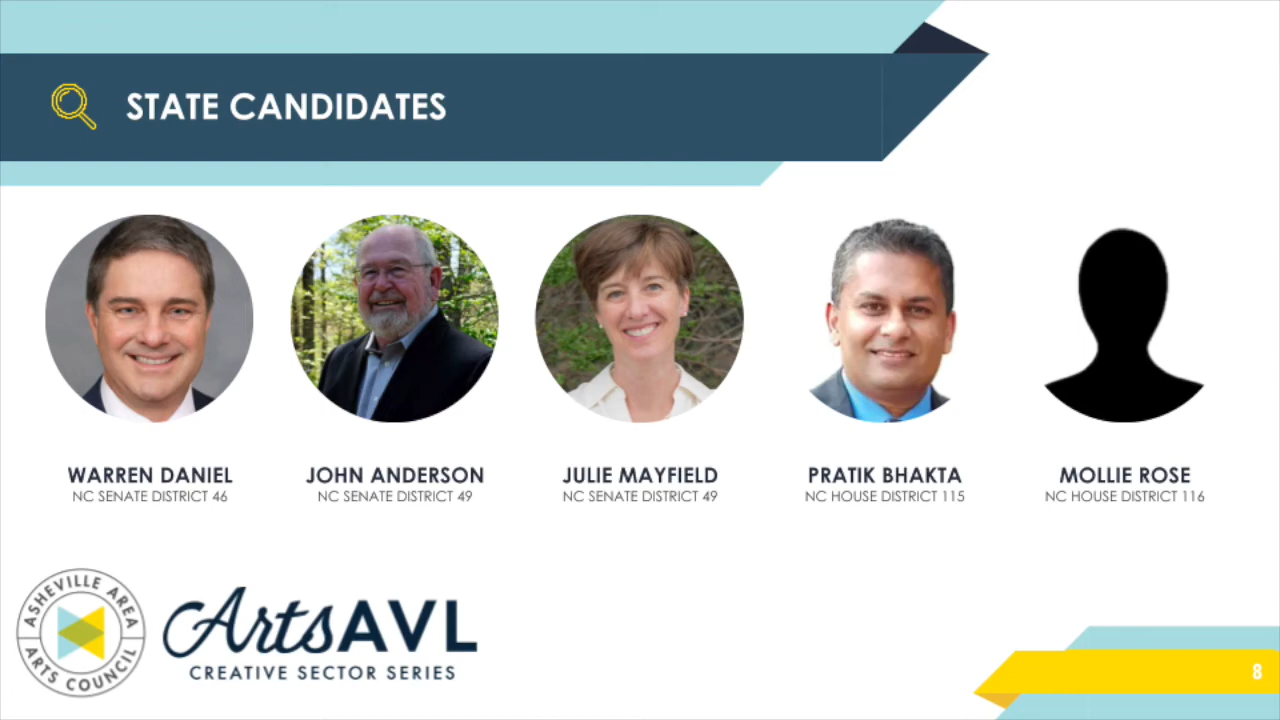 STATE CANDIDATES
WARREN DANIEL
NC SENATE DISTRICT 46
JOHN ANDERSON
NC SENATE DISTRICT 49
JULIE MAYFIELD
NC SENATE DISTRICT 49
PRATIK BHAKTA
NC HOUSE DISTRICT 115
MOLLIE ROSE
NC HOUSE DISTRICT 116
ASHEVILLE AREA
ARTS COUNCIL
ArtsAVL
CREATIVE SECTOR SERIES
8